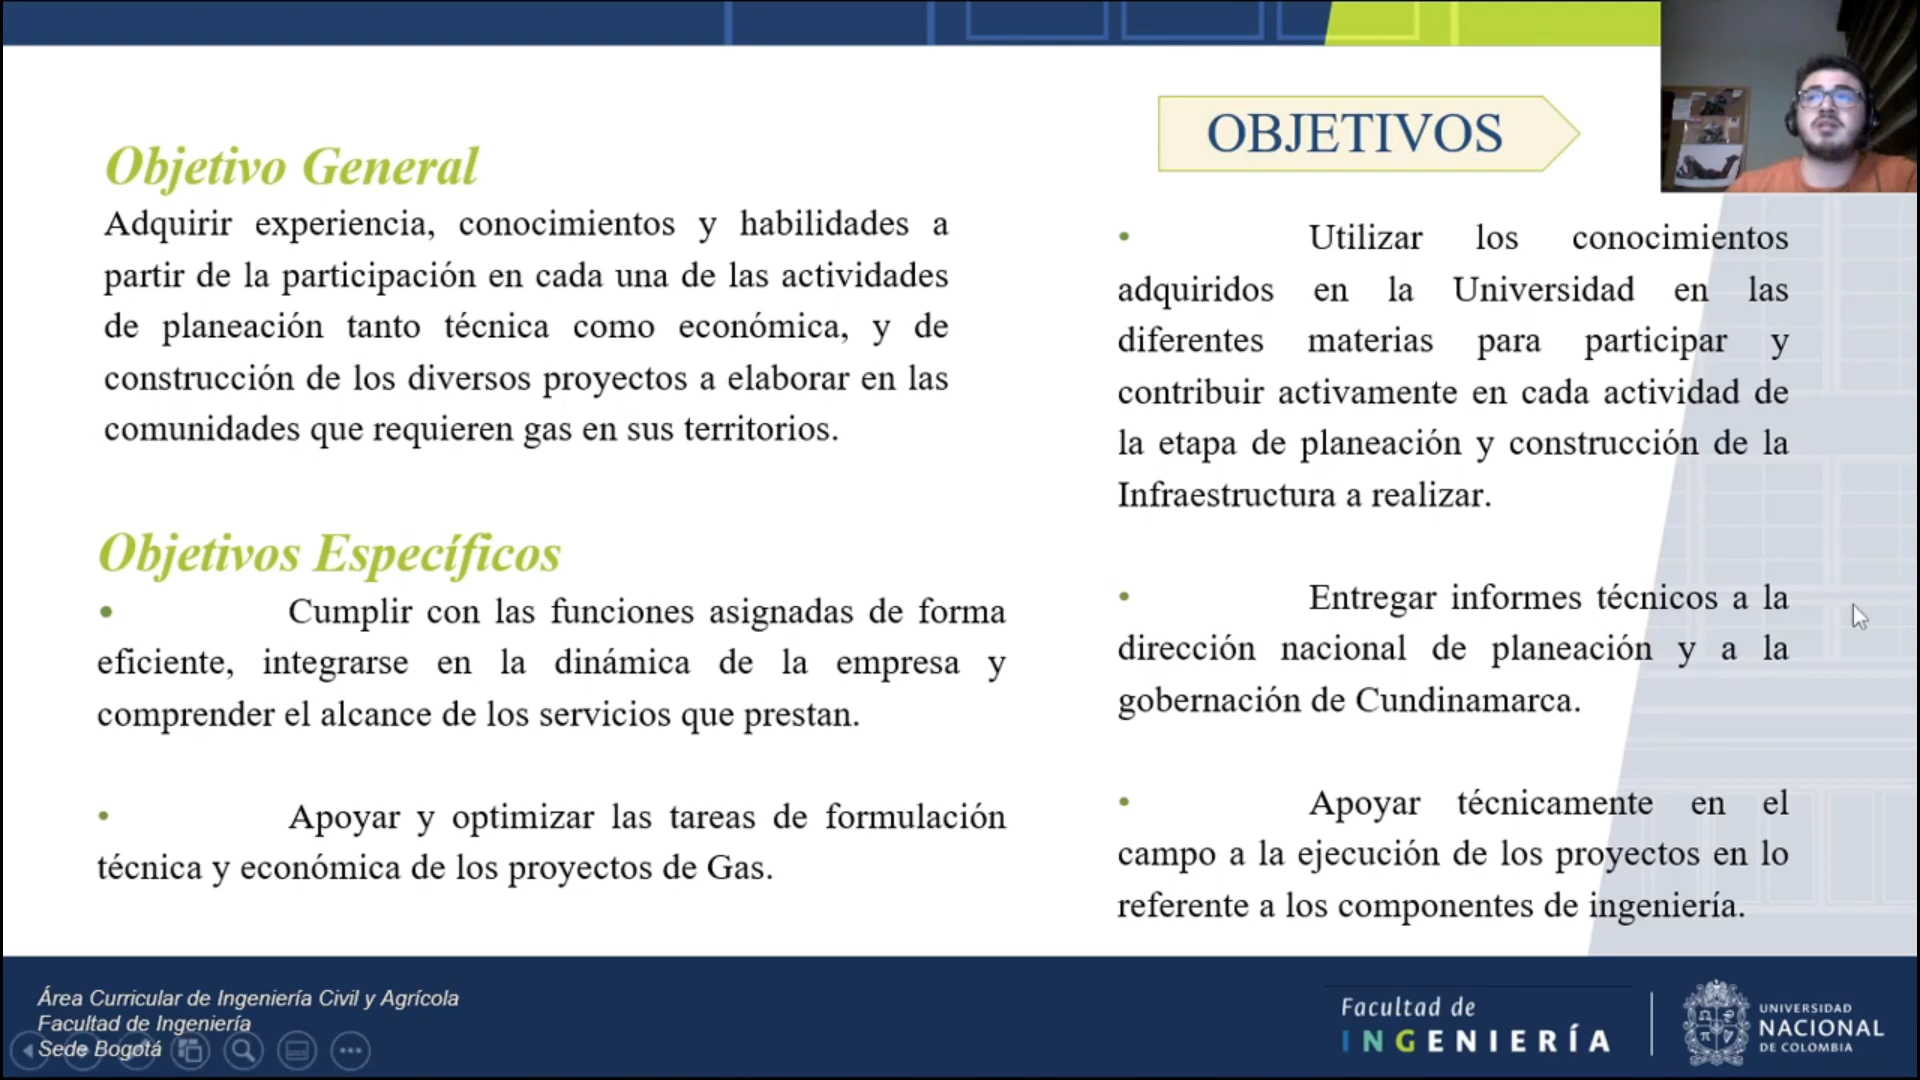 OBJETIVOS
Objetivo General
Adquirir experiencia, conocimientos y habilidades a
partir de la participación en cada una de las actividades
de planeación tanto técnica como económica, y de
construcción de los diversos proyectos a elaborar en las
comunidades que requieren gas en sus territorios.
Objetivos Específicos
• Cumplir con las funciones asignadas de forma
eficiente, integrarse en la dinámica de la empresa y
comprender el alcance de los servicios que prestan.
• Apoyar y optimizar las tareas de formulación
técnica y económica de los proyectos de Gas.
• Utilizar los conocimientos
adquiridos en la Universidad en las
diferentes materias para participar y
contribuir activamente en cada actividad de
la etapa de planeación y construcción de la
Infraestructura a realizar.
• Entregar informes técnicos a la
dirección nacional de planeación y a la
gobernación de Cundinamarca.
• Apoyar técnicamente en el
campo a la ejecución de los proyectos en lo
referente a los componentes de ingeniería.
Área Curricular de Ingeniería Civil y Agrícola
Facultad de Ingeniería
Sede Bogotá
Facultad de
INGENIERÍA
UNIVERSIDAD
NACIONAL
DE COLOMBIA